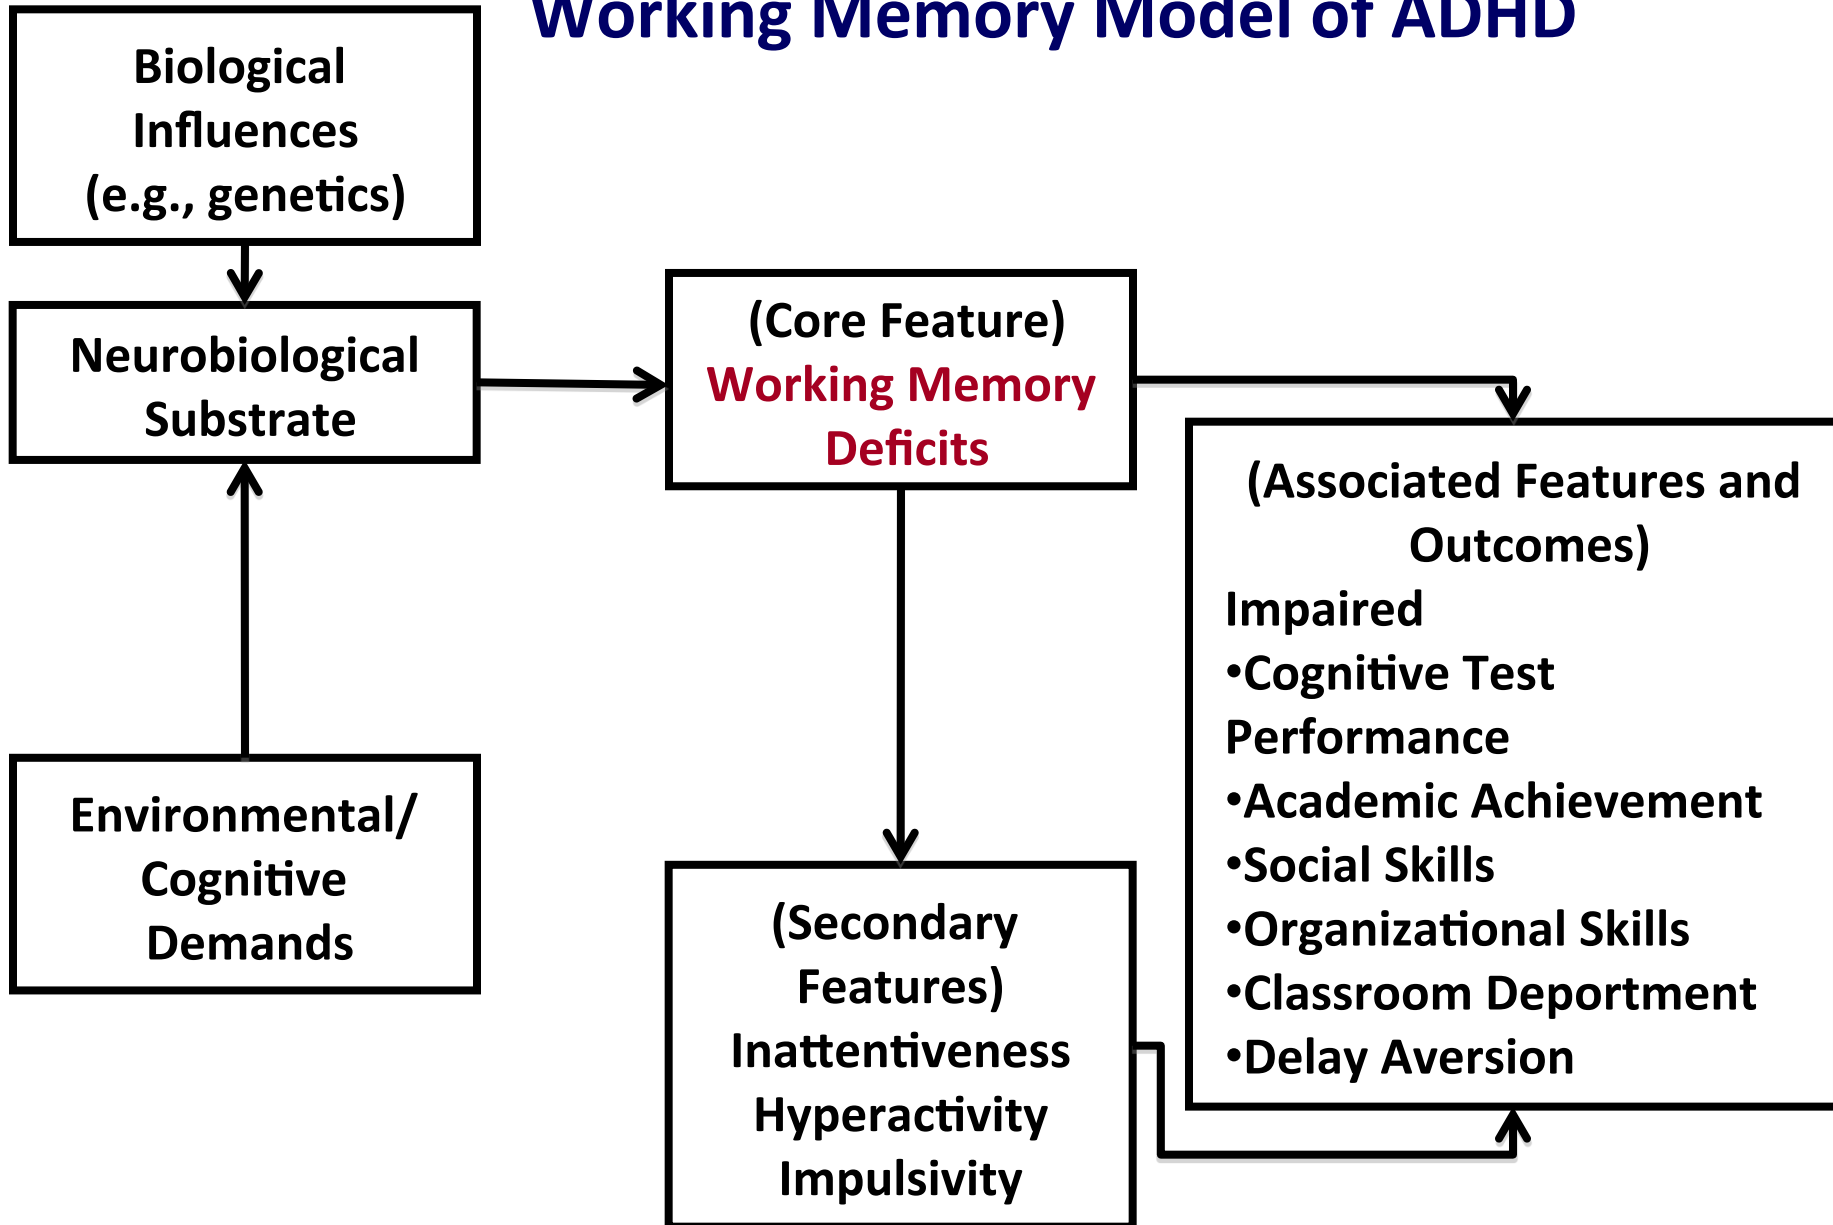 Working Memory Model of ADHD
Biological
Influences
(e.g., genetics)
Neurobiological
Substrate
Environmental/
Cognitive
Demands
(Core Feature)
Working Memory
Deficits
(Secondary
Features)
Inattentiveness
Hyperactivity
Impulsivity
(Associated Features and
Outcomes)
Impaired
•Cognitive Test
Performance
•Academic Achievement
•Social Skills
•Organizational Skills
•Classroom Deportment
•Delay Aversion